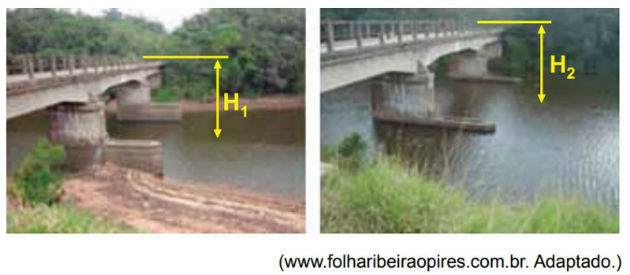 H₁
H₂
(www.folharibeiraopires.com.br. Adaptado.)